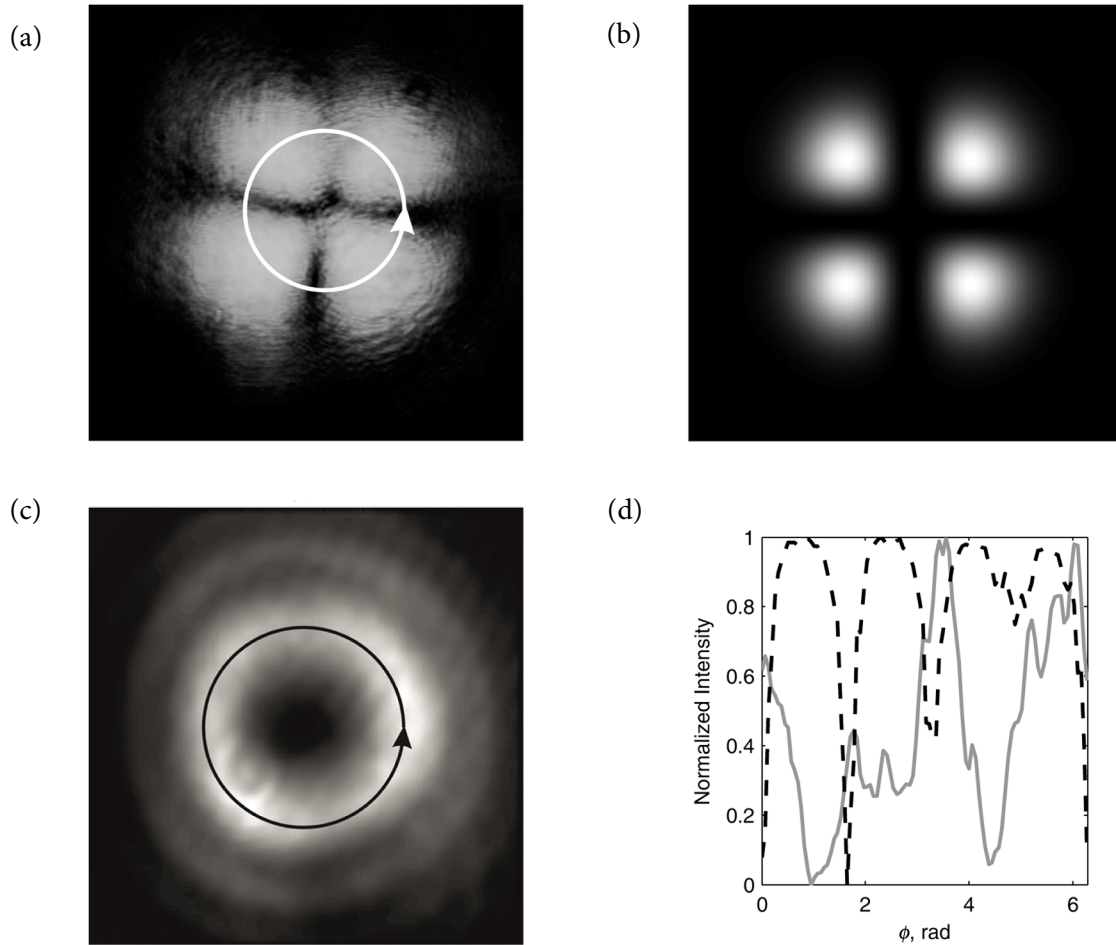 (a)
(b)
(c)
(d)
1
0.8
0.6
0.4
0.2
0
Normalized Intensity
0 2 4 6
ϕ, rad